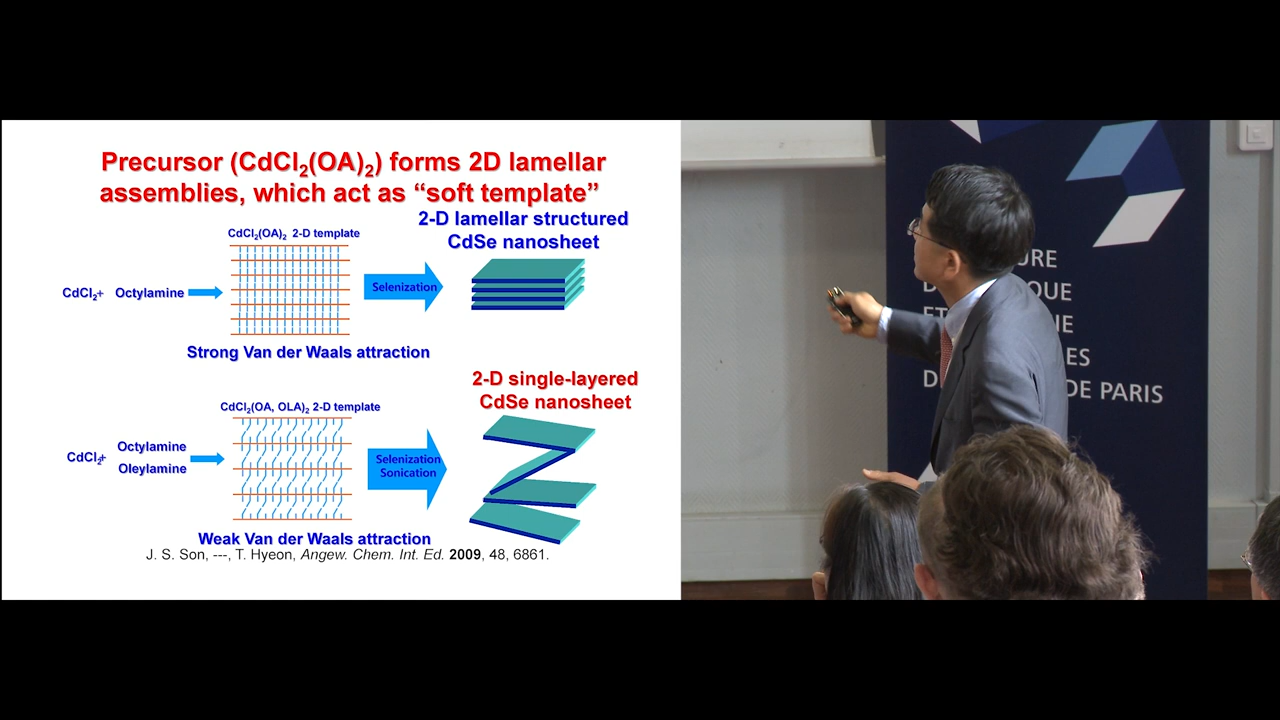 Precursor (CdCl2(OA)2) forms 2D lamellar
assemblies, which act as “soft template”
2-D lamellar structured
CdSe nanosheet
CdCl2(OA)2 2-D template
CdCl2+ Octylamine
Selenization
Strong Van der Waals attraction
2-D single-layered
CdSe nanosheet
CdCl2(OA, OLA)2 2-D template
Octylamine
CdCl2+
Oleylamine
Selenization
Sonication
Weak Van der Waals attraction
J. S. Son, ---, T. Hyeon, Angew. Chem. Int. Ed. 2009, 48, 6861.
DE PARIS